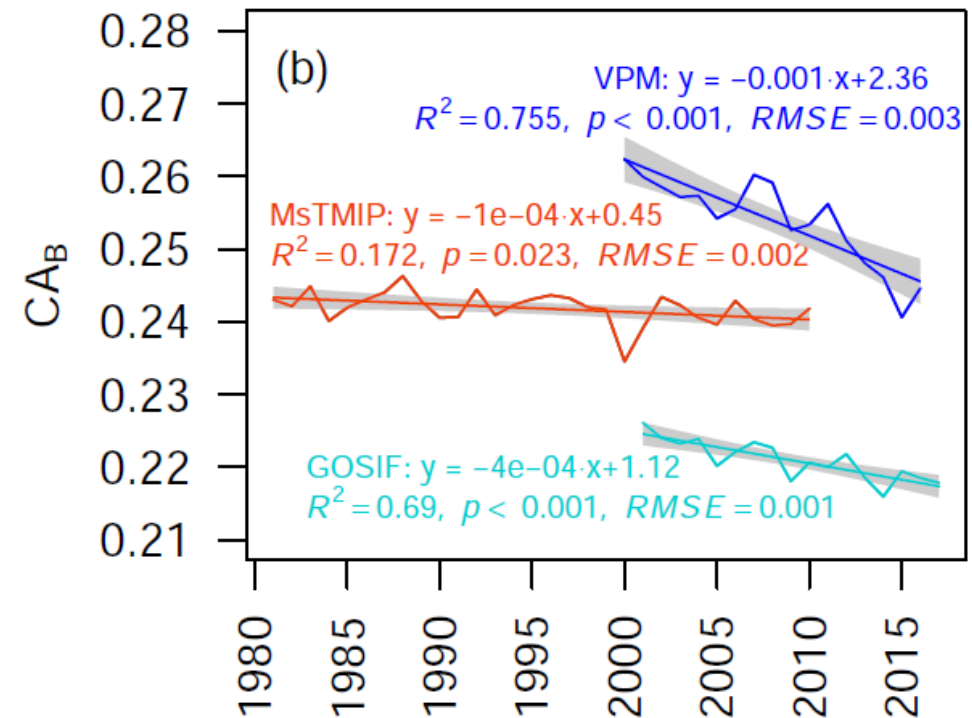 (b)
CA_B
0.28
0.27
0.26
0.25
0.24
0.23
0.22
0.21
VPM: y = −0.001·x+2.36
R² = 0.755, p < 0.001, RMSE = 0.003
MsTMIP: y = −1e−04·x+0.45
R² = 0.172, p = 0.023, RMSE = 0.002
GOSIF: y = −4e−04·x+1.12
R² = 0.69, p < 0.001, RMSE = 0.001
1980
1985
1990
1995
2000
2005
2010
2015